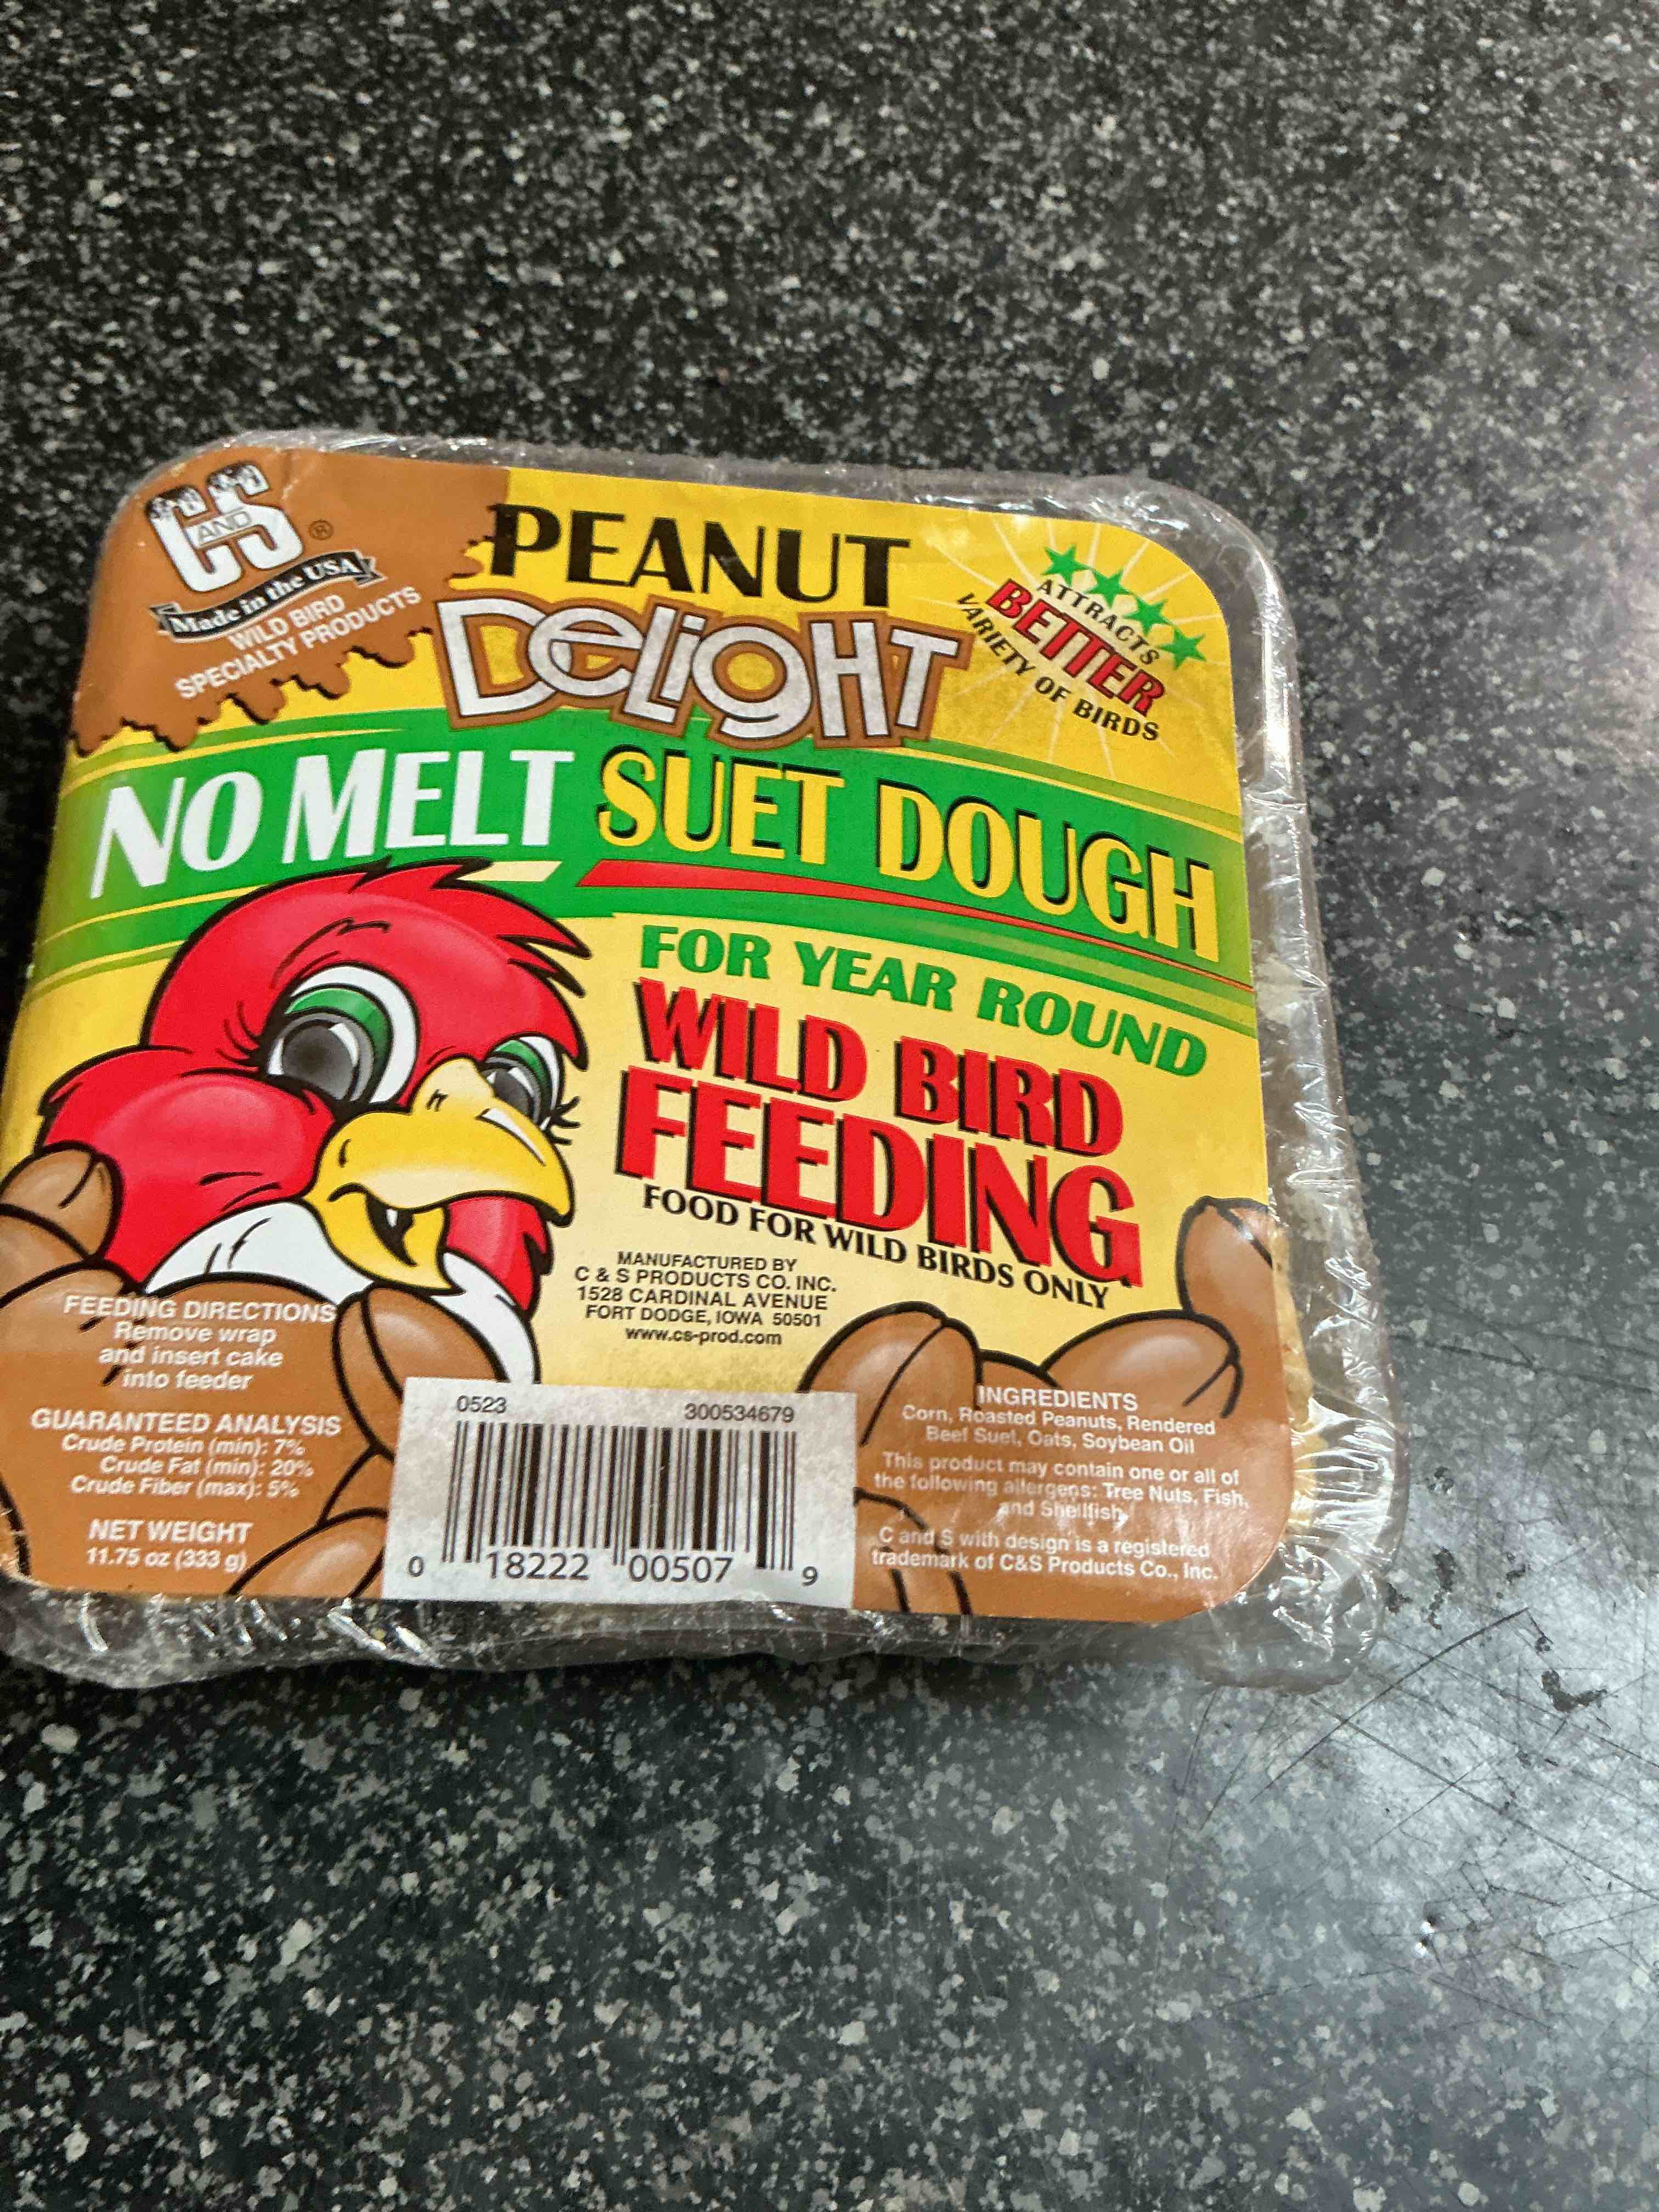 C AND S®
Made in the USA
WILD BIRD
SPECIALTY PRODUCTS
PEANUT
DELIGHT
ATTRACTS
BETTER
VARIETY OF BIRDS
NO MELT SUET DOUGH
FOR YEAR ROUND
WILD BIRD
FEEDING
FOOD FOR WILD BIRDS ONLY
MANUFACTURED BY
C & S PRODUCTS CO. INC.
1528 CARDINAL AVENUE
FORT DODGE, IOWA 50501
www.cs-prod.com
FEEDING DIRECTIONS
Remove wrap
and insert cake
into feeder
GUARANTEED ANALYSIS
Crude Protein (min): 7%
Crude Fat (min): 20%
Crude Fiber (max): 5%
NET WEIGHT
11.75 oz (333 g)
0523 300534679
0 18222 00507 9
INGREDIENTS
Corn, Roasted Peanuts, Rendered
Beef Suet, Oats, Soybean Oil
This product may contain one or all of
the following allergens: Tree Nuts, Fish,
and Shellfish
C and S with design is a registered
trademark of C&S Products Co., Inc.